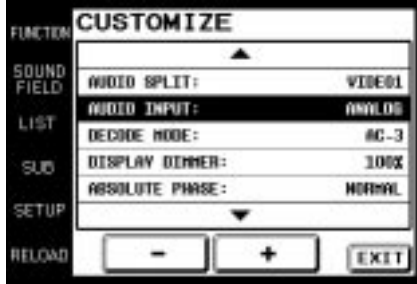 CUSTOMIZE
FUNCTION
SOUND FIELD
LIST
SUB
SETUP
RELOAD
AUDIO SPLIT: VIDEO1
AUDIO INPUT: ANALOG
DECODE MODE: AC-3
DISPLAY DIMMER: 100%
ABSOLUTE PHASE: NORMAL
- + EXIT